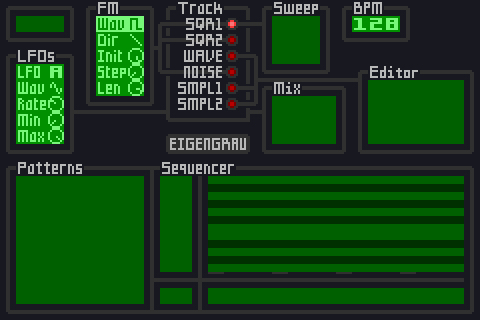 FM
Wav
Dir
Init
Step
Len
Track
SQR1
SQR2
WAVE
NOISE
SMPL1
SMPL2
Sweep
BPM
128
LFOs
LFO A
Wav
Rate
Min
Max
Mix
Editor
EIGENGRAU
Patterns
Sequencer